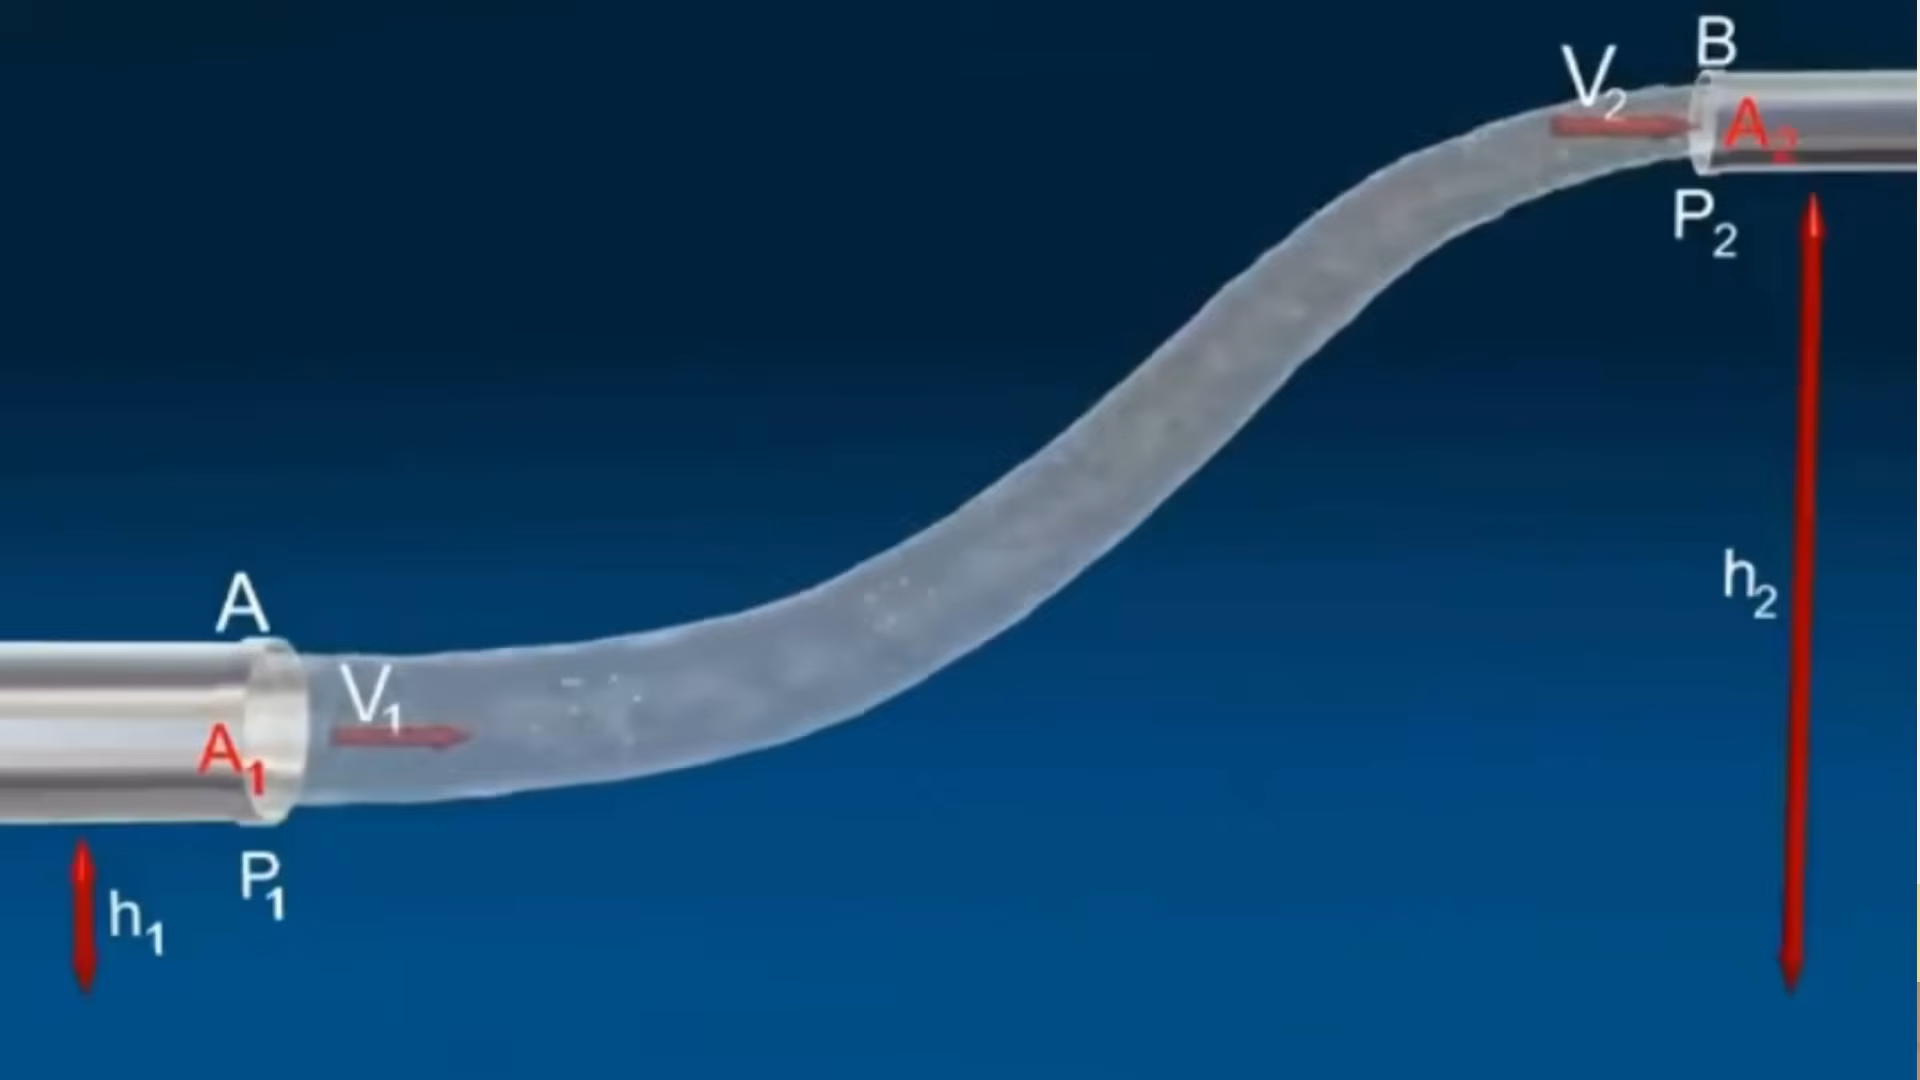 B
V₂
A₂
P₂
h₂
A
V₁
A₁
P₁
h₁